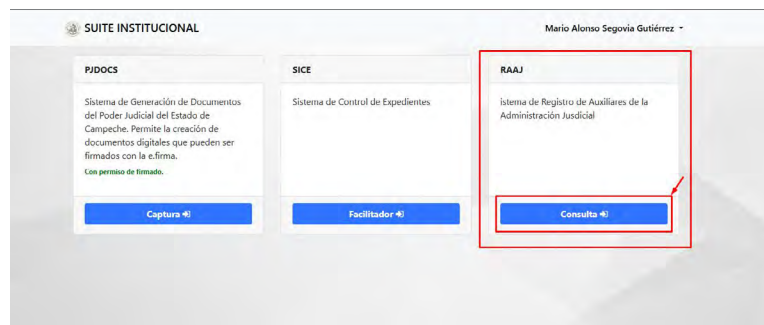 SUITE INSTITUCIONAL
Mario Alonso Segovia Gutiérrez
PJDOCS
Sistema de Generación de Documentos
del Poder Judicial del Estado de
Campeche. Permite la creación de
documentos digitales que pueden ser
firmados con la e.firma.
Con permiso de firmado.
Captura
SICE
Sistema de Control de Expedientes
Facilitador
RAAJ
istema de Registro de Auxiliares de la
Administración Jusdicial
Consulta